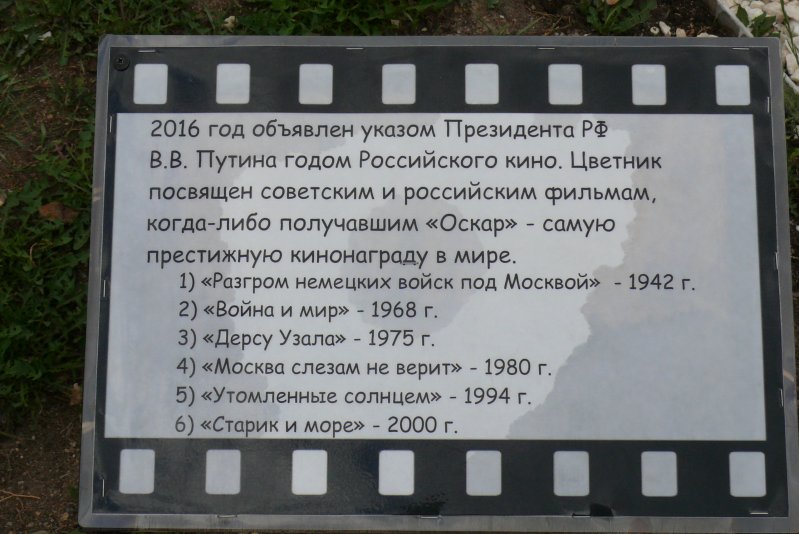 2016 год объявлен указом Президента РФ
В.В. Путина годом Российского кино. Цветник
посвящен советским и российским фильмам,
когда-либо получавшим «Оскар» - самую
престижную кинонаграду в мире.
1) «Разгром немецких войск под Москвой» - 1942 г.
2) «Война и мир» - 1968 г.
3) «Дерсу Узала» - 1975 г.
4) «Москва слезам не верит» - 1980 г.
5) «Утомленные солнцем» - 1994 г.
6) «Старик и море» - 2000 г.